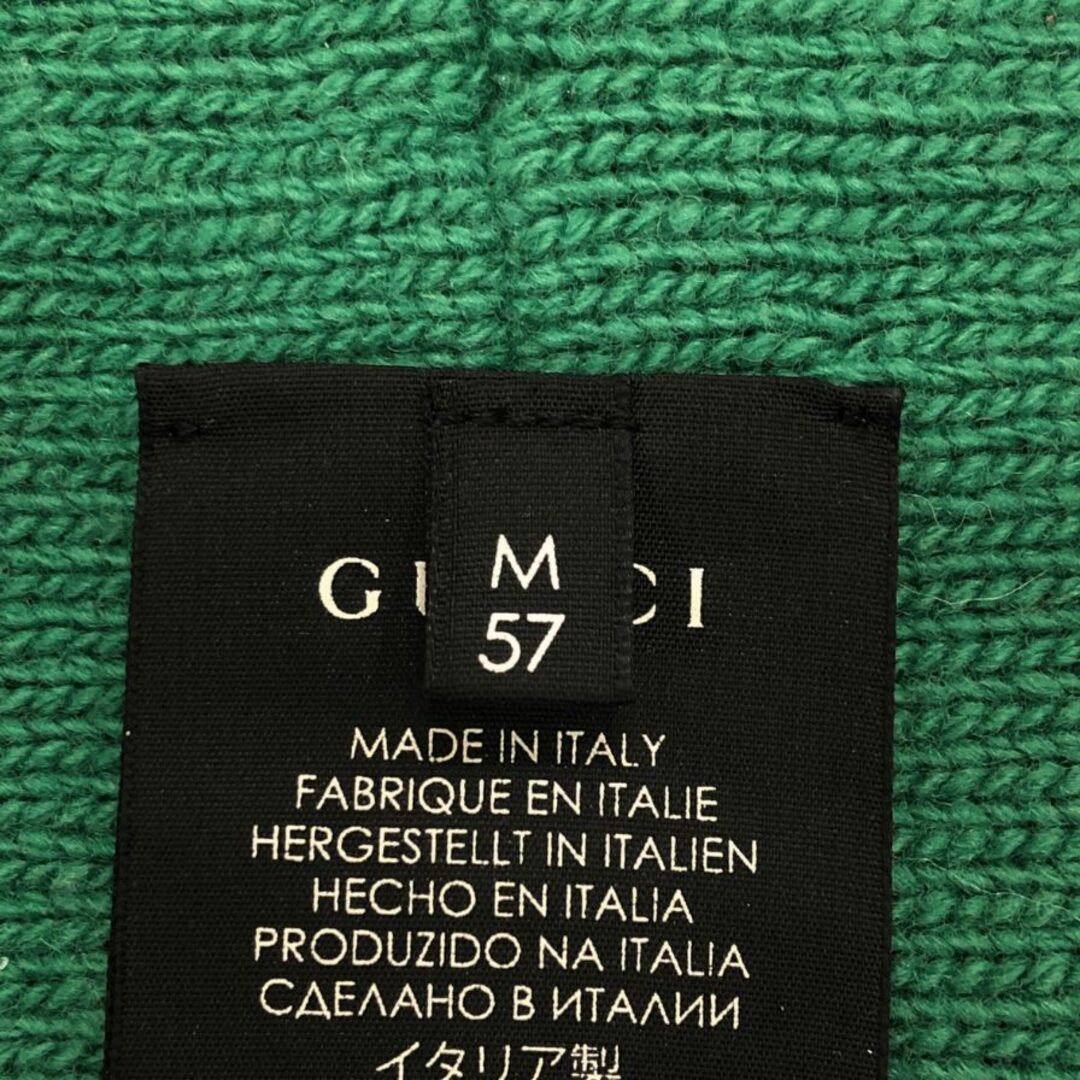 M
57
GUCCI
MADE IN ITALY
FABRIQUE EN ITALIE
HERGESTELLT IN ITALIEN
HECHO EN ITALIA
PRODUZIDO NA ITALIA
СДЕЛАНО В ИТАЛИИ
イタリア製